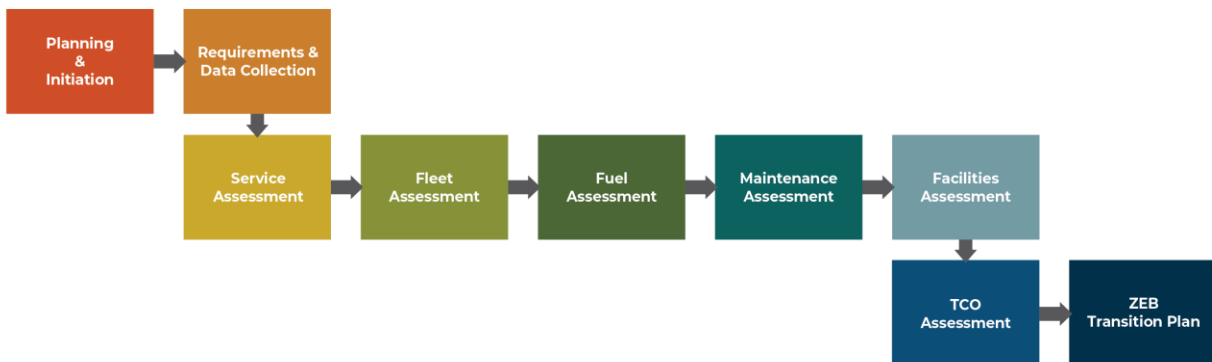 Planning
&
Initiation
Requirements &
Data Collection
Service
Assessment
Fleet
Assessment
Fuel
Assessment
Maintenance
Assessment
Facilities
Assessment
TCO
Assessment
ZEB
Transition Plan